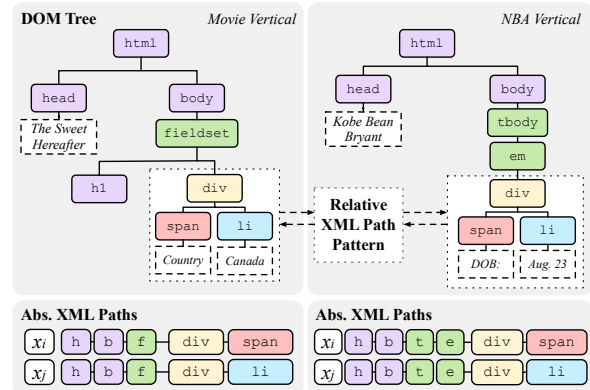 DOM Tree
Movie Vertical
html
head
body
The Sweet
Hereafter
fieldset
h1
div
span
li
Country
Canada
NBA Vertical
html
head
body
Kobe Bean
Bryant
tbody
em
div
span
li
DOB:
Aug. 23
Relative
XML Path
Pattern
Abs. XML Paths
xi h b f div span
xj h b f div li
Abs. XML Paths
xi h b t e div span
xj h b t e div li